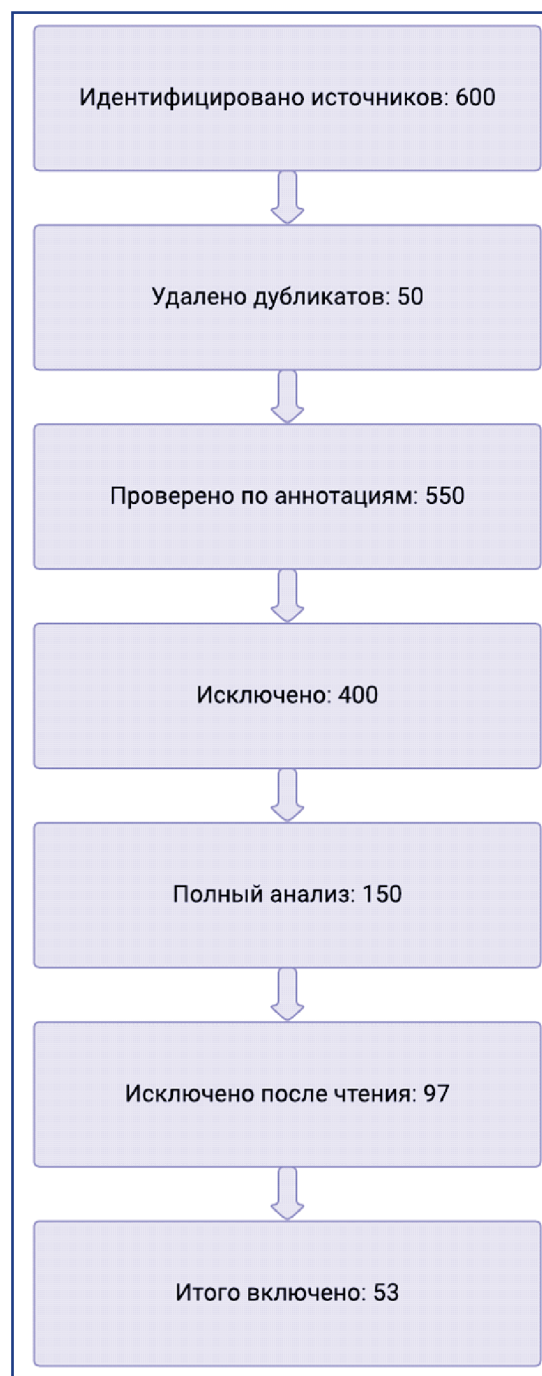 Идентифицировано источников: 600
Удалено дубликатов: 50
Проверено по аннотациям: 550
Исключено: 400
Полный анализ: 150
Исключено после чтения: 97
Итого включено: 53